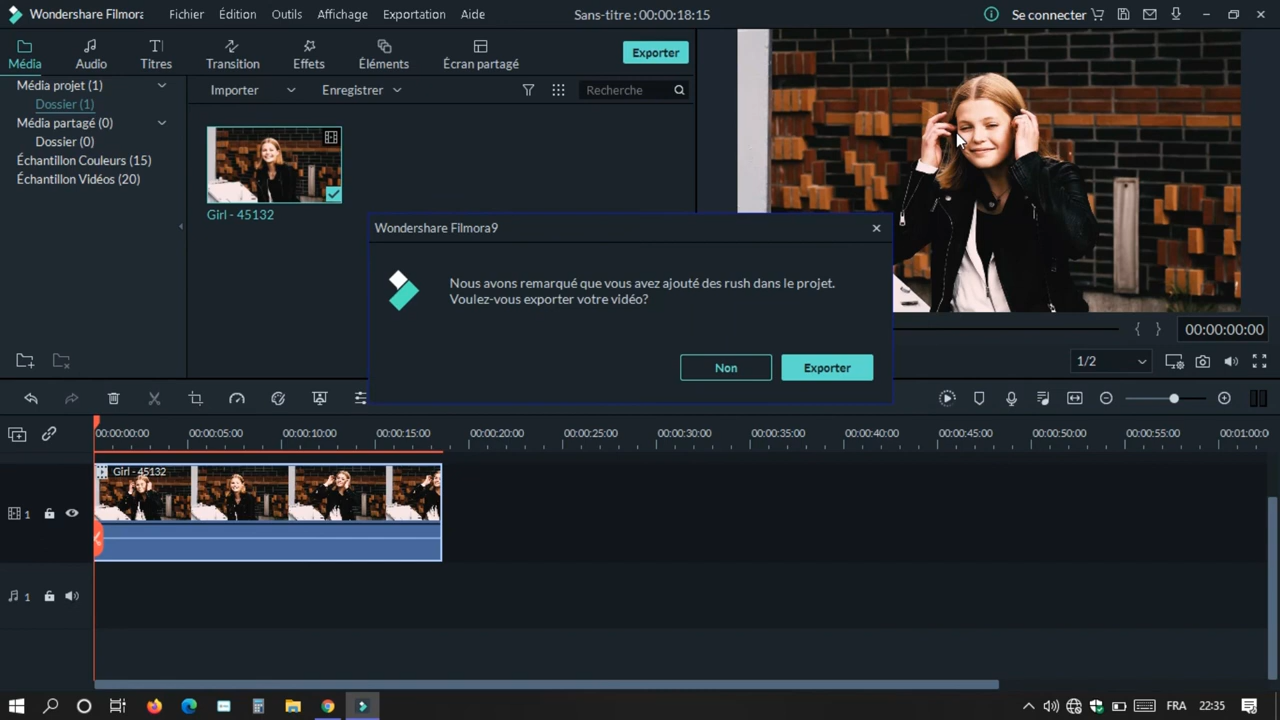 Wondershare Filmora
Fichier
Édition
Outils
Affichage
Exportation
Aide
Sans-titre : 00:00:18:15
Se connecter
Média
Audio
Titres
Transition
Effets
Éléments
Écran partagé
Exporter
Média projet (1)
Dossier (1)
Média partagé (0)
Dossier (0)
Échantillon Couleurs (15)
Échantillon Vidéos (20)
Importer
Enregistrer
Recherche
Girl - 45132
Wondershare Filmora9
Nous avons remarqué que vous avez ajouté des rush dans le projet.
Voulez-vous exporter votre vidéo?
Non
Exporter
{ }
00:00:00:00
1/2
00:00:00:00
00:00:05:00
00:00:10:00
00:00:15:00
00:00:20:00
00:00:25:00
00:00:30:00
00:00:35:00
00:00:40:00
00:00:45:00
00:00:50:00
00:00:55:00
00:01:00:0
Girl - 45132
1
1
FRA
22:35